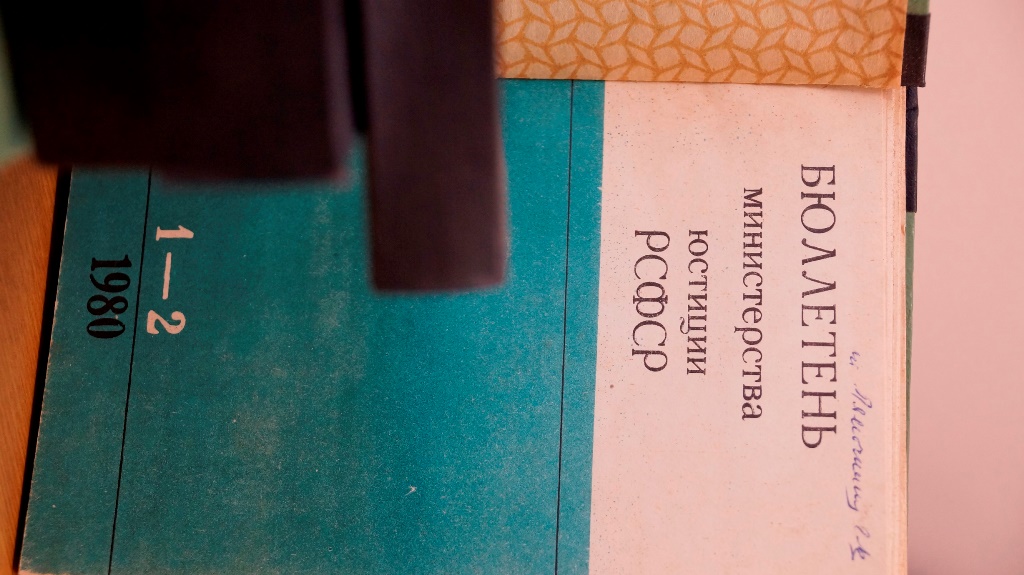 БЮЛЛЕТЕНЬ
министерства
юстиции
РСФСР
1—2
1980